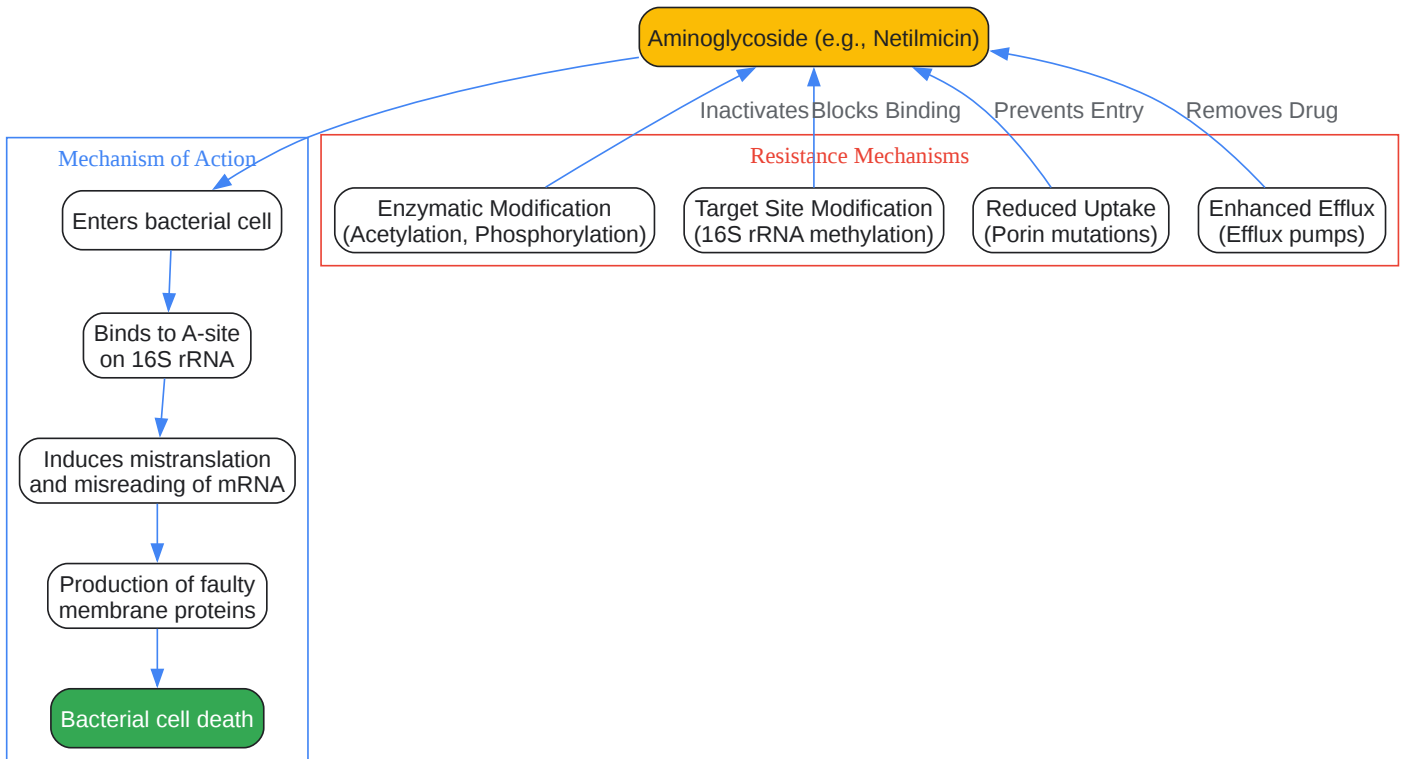 Aminoglycoside (e.g., Netilmicin)
Inactivates
Blocks Binding
Prevents Entry
Removes Drug
Mechanism of Action
Enters bacterial cell
Binds to A-site
on 16S rRNA
Induces mistranslation
and misreading of mRNA
Production of faulty
membrane proteins
Bacterial cell death
Resistance Mechanisms
Enzymatic Modification
(Acetylation, Phosphorylation)
Target Site Modification
(16S rRNA methylation)
Reduced Uptake
(Porin mutations)
Enhanced Efflux
(Efflux pumps)